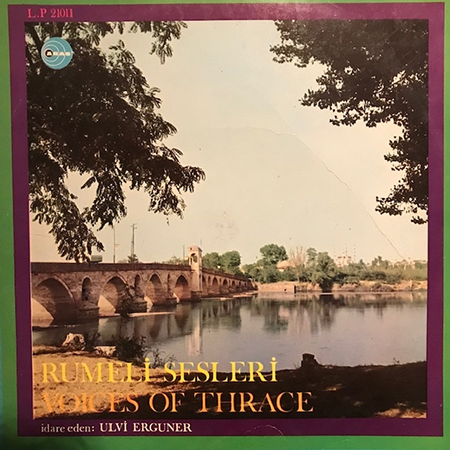 L.P 21011
RUMELİ SESLERİ
VOICES OF THRACE
idare eden: ULVİ ERGUNER